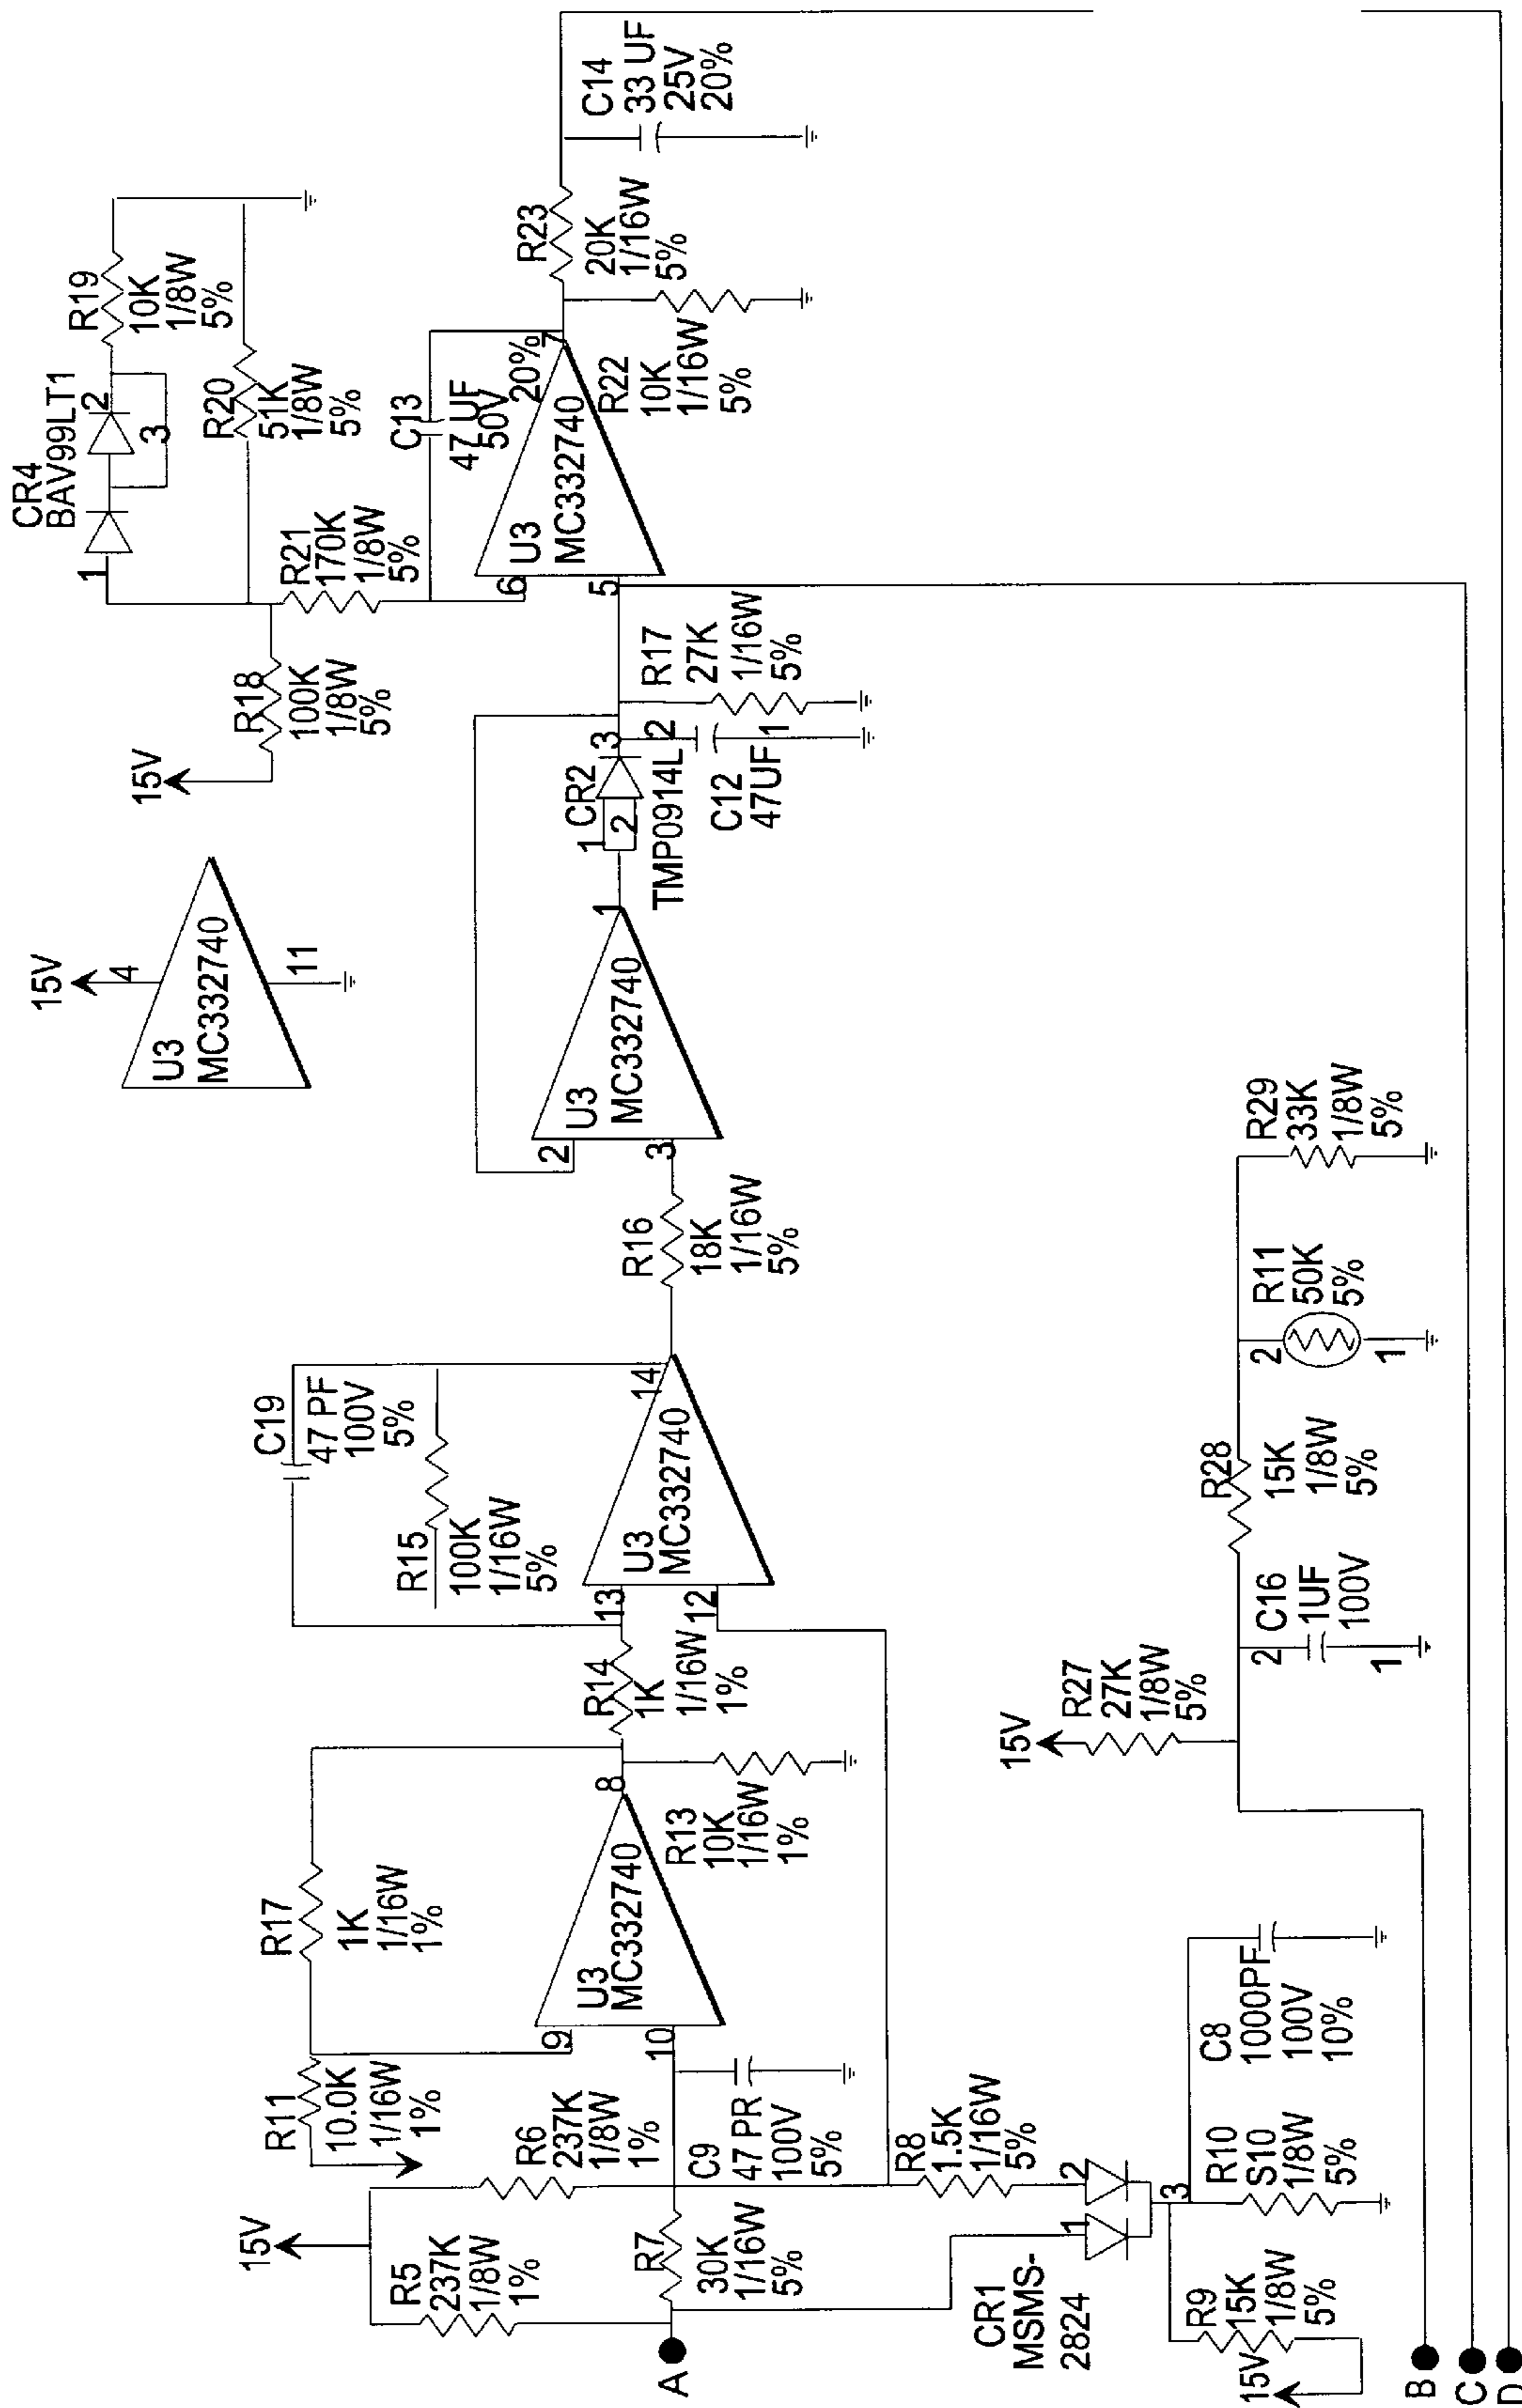 15V
R5
237K
1/8W
1%
R11
10.0K
1/16W
1%
R6
237K
1/8W
1%
R17
1K
1/16W
1%
9
10
U3
MC332740
8
A
R7
30K
1/16W
5%
C9
47 PR
100V
5%
R13
10K
1/16W
1%
R8
1.5K
1/16W
5%
CR1
MSMS-
2824
1
2
3
15V
R9
15K
1/8W
5%
R10
S10
1/8W
5%
C8
1000PF
100V
10%
R14
1K
1/16W
1%
C19
47 PF
100V
5%
R15
100K
1/16W
5%
13
12
U3
MC332740
14
R16
18K
1/16W
5%
15V
4
U3
MC332740
11
2
3
U3
MC332740
1
CR2
1
2
3
TMP0914L
2
C12
47UF
1
R17
27K
1/16W
5%
15V
R18
100K
1/8W
5%
CR4
BAV99LT1
1
2
3
R19
10K
1/8W
5%
R20
51K
1/8W
5%
R21
170K
1/8W
5%
C13
47 UF
50V
20%
6
5
U3
MC332740
7
R22
10K
1/16W
5%
R23
20K
1/16W
5%
C14
33 UF
25V
20%
15V
R27
27K
1/8W
5%
2
C16
1UF
100V
1
R28
15K
1/8W
5%
2
R11
50K
5%
1
R29
33K
1/8W
5%
B
C
D